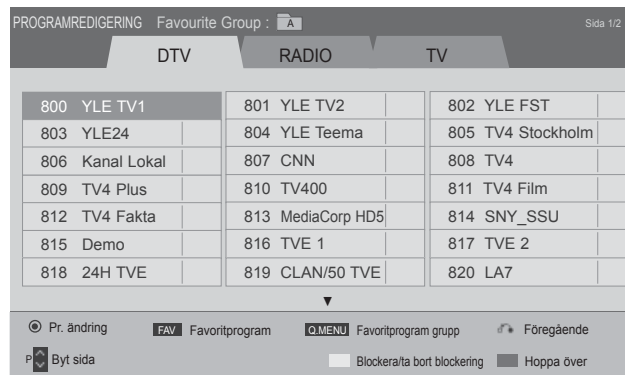 PROGRAMREDIGERING Favourite Group : A Sida 1/2
DTV RADIO TV
800 YLE TV1 801 YLE TV2 802 YLE FST
803 YLE24 804 YLE Teema 805 TV4 Stockholm
806 Kanal Lokal 807 CNN 808 TV4
809 TV4 Plus 810 TV400 811 TV4 Film
812 TV4 Fakta 813 MediaCorp HD5 814 SNY_SSU
815 Demo 816 TVE 1 817 TVE 2
818 24H TVE 819 CLAN/50 TVE 820 LA7
Pr. ändring FAV Favoritprogram Q.MENU Favoritprogram grupp Föregående
P Byt sida Blockera/ta bort blockering Hoppa över